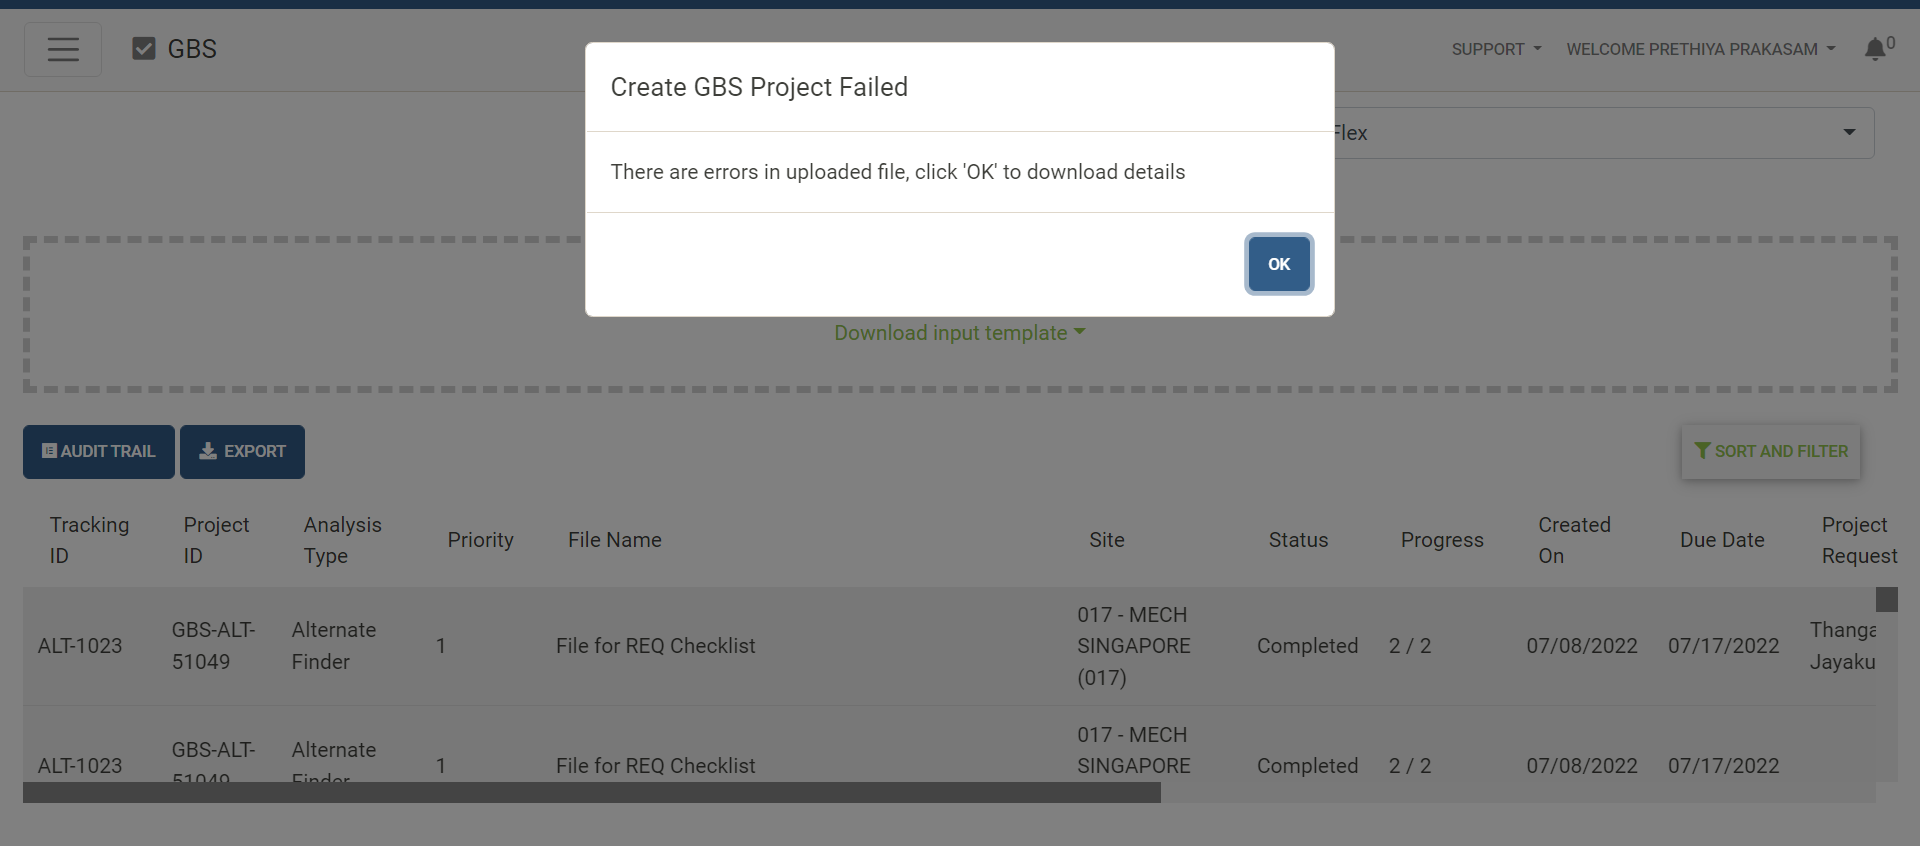 GBS
SUPPORT
WELCOME PRETHIYA PRAKASAM
0
Create GBS Project Failed
There are errors in uploaded file, click 'OK' to download details
OK
Flex
Download input template
AUDIT TRAIL
EXPORT
SORT AND FILTER
Tracking ID
Project ID
Analysis Type
Priority
File Name
Site
Status
Progress
Created On
Due Date
Project Request
ALT-1023
GBS-ALT-
51049
Alternate
Finder
1
File for REQ Checklist
017 - MECH
SINGAPORE
(017)
Completed
2 / 2
07/08/2022
07/17/2022
Thanga
Jayaku
ALT-1023
GBS-ALT-
51049
Alternate
Finder
1
File for REQ Checklist
017 - MECH
SINGAPORE
Completed
2 / 2
07/08/2022
07/17/2022